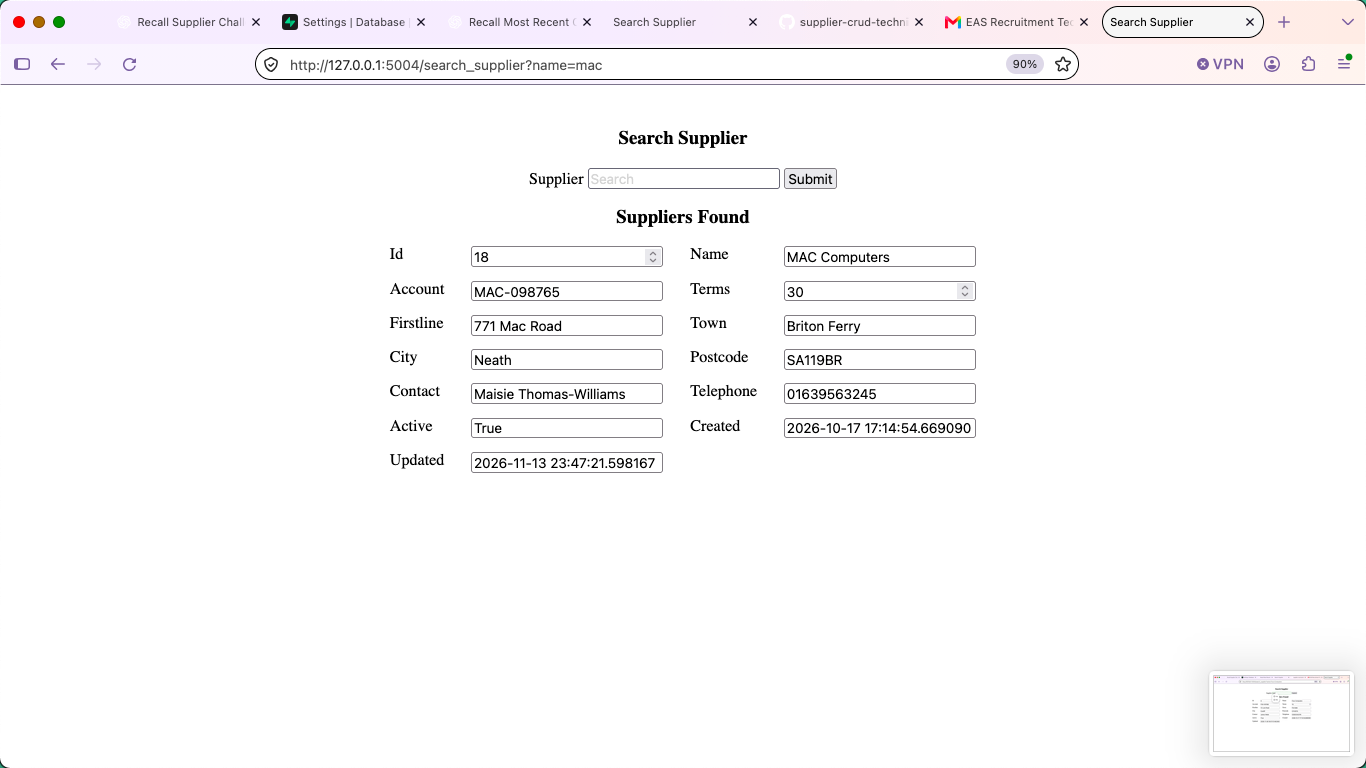 Recall Supplier Chal
Settings | Database
Recall Most Recent
Search Supplier
supplier-crud-techni
EAS Recruitment Tec
Search Supplier
http://127.0.0.1:5004/search_supplier?name=mac
90%
VPN
Search Supplier
Supplier Search Submit
Suppliers Found
Id 18 Name MAC Computers
Account MAC-098765 Terms 30
Firstline 771 Mac Road Town Briton Ferry
City Neath Postcode SA119BR
Contact Maisie Thomas-Williams Telephone 01639563245
Active True Created 2026-10-17 17:14:54.669090
Updated 2026-11-13 23:47:21.598167